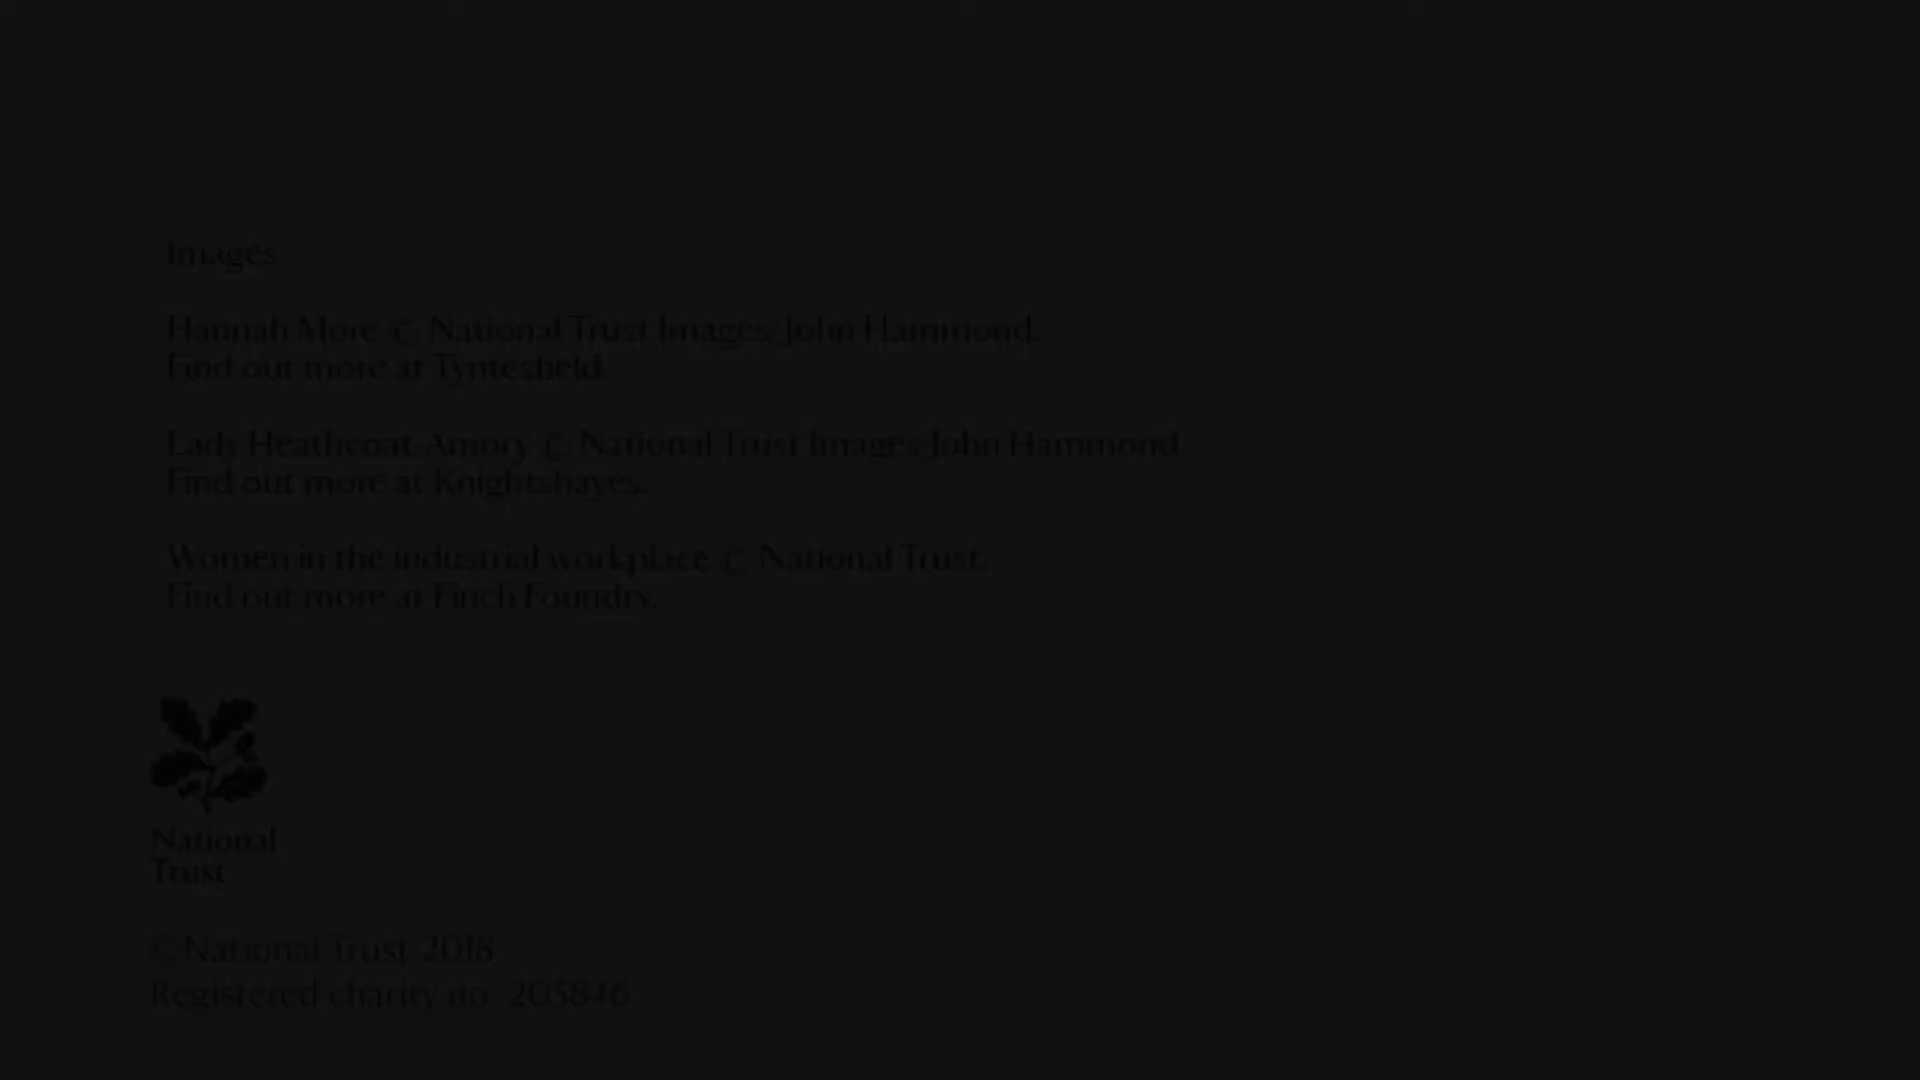 Images
Hannah More © National Trust Images/John Hammond.
Find out more at Tyntesfield.
Lady Heathcoat-Amory © National Trust Images/John Hammond.
Find out more at Knightshayes.
Women in the industrial workplace © National Trust.
Find out more at Finch Foundry.
National
Trust
©National Trust 2018
Registered charity no. 205846